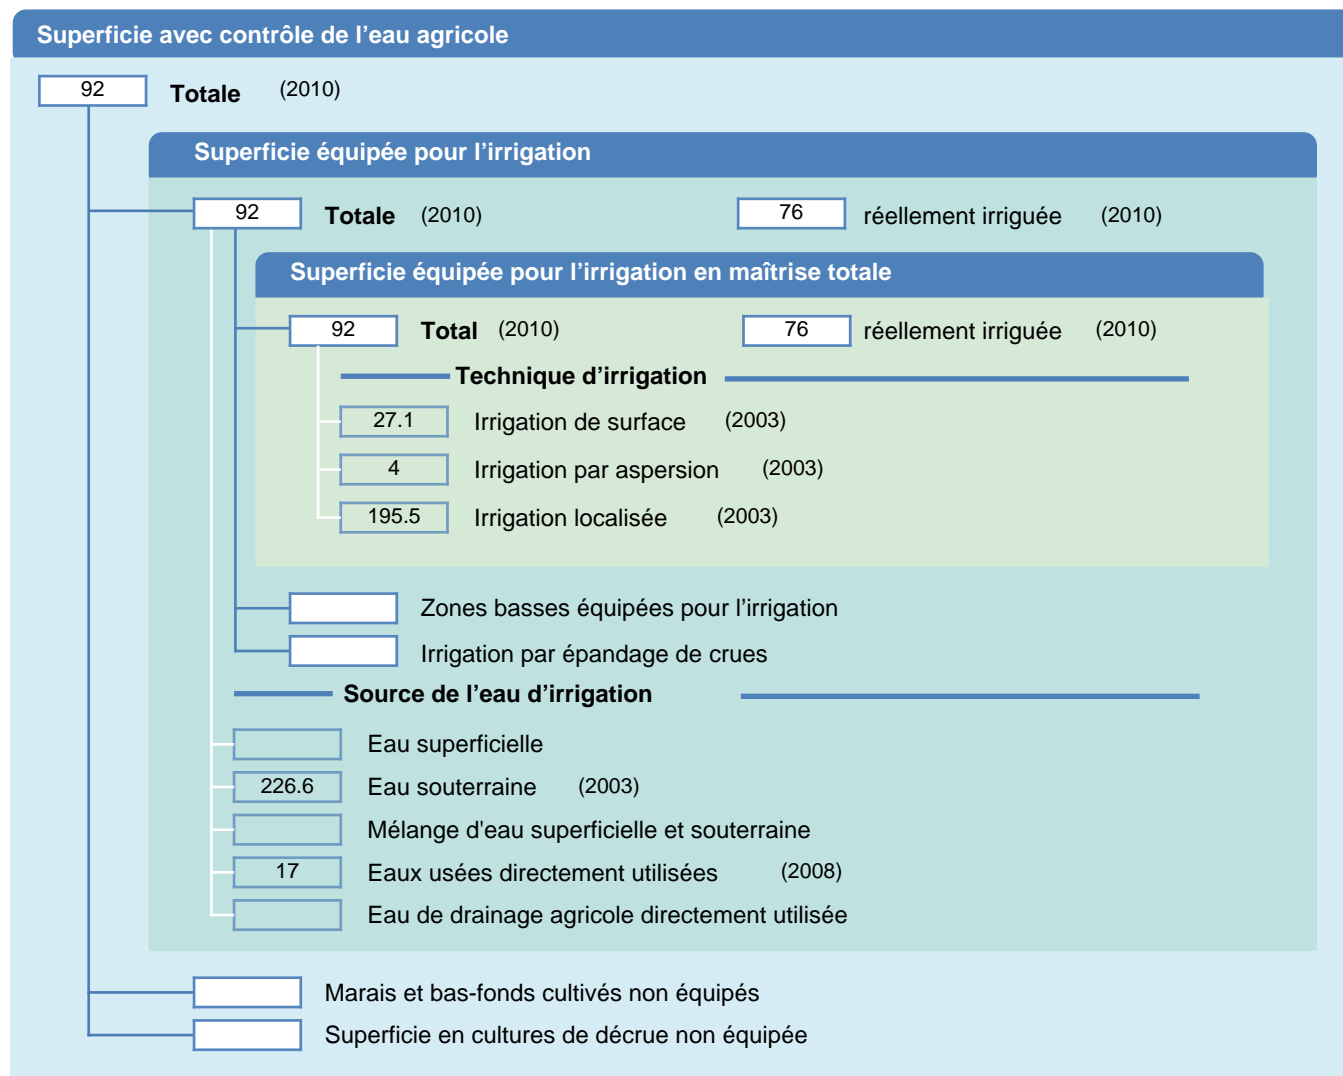 Superficie avec contrôle de l’eau agricole
92 Totale (2010)
Superficie équipée pour l’irrigation
92 Totale (2010) 76 réellement irriguée (2010)
Superficie équipée pour l’irrigation en maîtrise totale
92 Total (2010) 76 réellement irriguée (2010)
Technique d’irrigation
27.1 Irrigation de surface (2003)
4 Irrigation par aspersion (2003)
195.5 Irrigation localisée (2003)
Zones basses équipées pour l’irrigation
Irrigation par épandage de crues
Source de l’eau d’irrigation
Eau superficielle
226.6 Eau souterraine (2003)
Mélange d'eau superficielle et souterraine
17 Eaux usées directement utilisées (2008)
Eau de drainage agricole directement utilisée
Marais et bas-fonds cultivés non équipés
Superficie en cultures de décrue non équipée